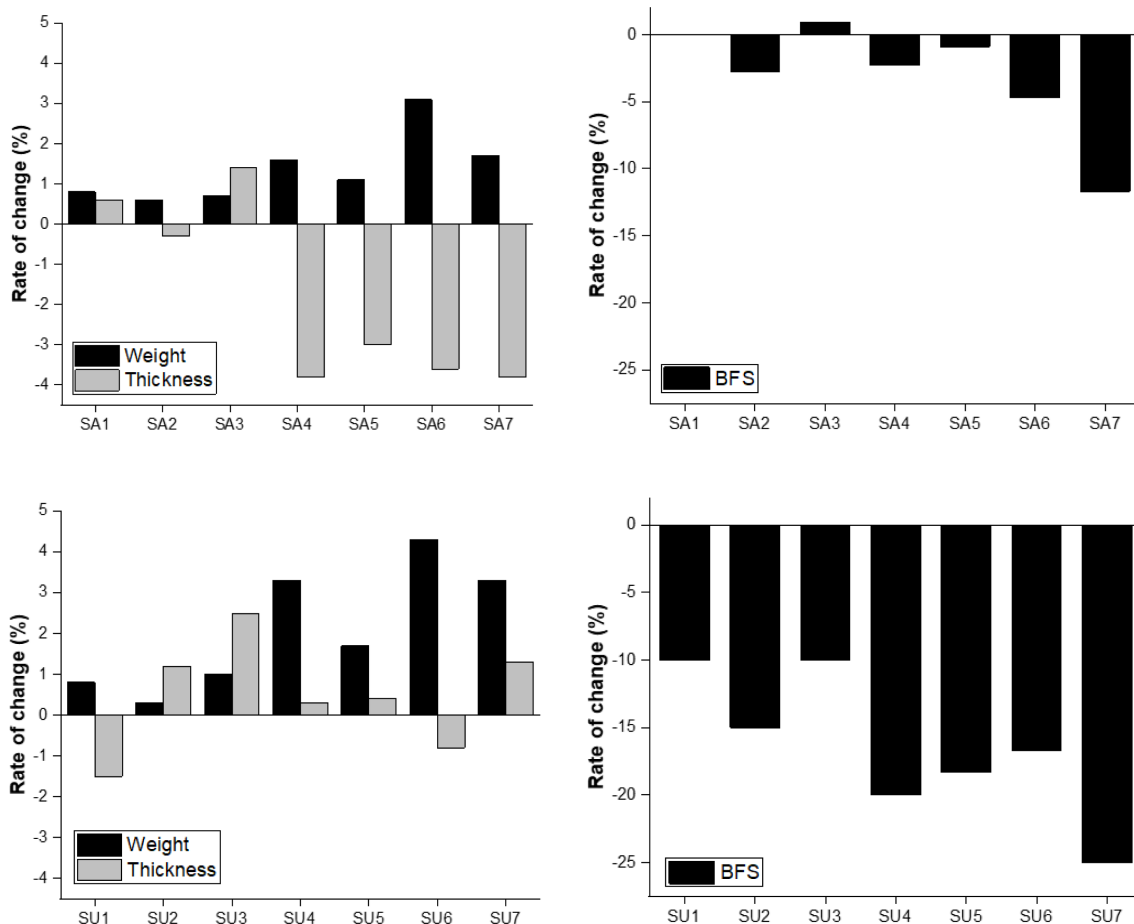 Rate of change (%)
5
4
3
2
1
0
-1
-2
-3
-4
Weight
Thickness
SA1 SA2 SA3 SA4 SA5 SA6 SA7
Rate of change (%)
0
-5
-10
-15
-20
-25
BFS
SA1 SA2 SA3 SA4 SA5 SA6 SA7
Rate of change (%)
5
4
3
2
1
0
-1
-2
-3
-4
Weight
Thickness
SU1 SU2 SU3 SU4 SU5 SU6 SU7
Rate of change (%)
0
-5
-10
-15
-20
-25
BFS
SU1 SU2 SU3 SU4 SU5 SU6 SU7